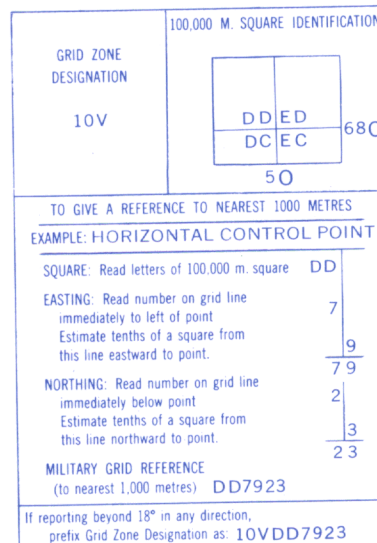 100,000 M. SQUARE IDENTIFICATION
GRID ZONE
DESIGNATION
10V
DD ED
DC EC
680
50
TO GIVE A REFERENCE TO NEAREST 1000 METRES
EXAMPLE: HORIZONTAL CONTROL POINT
SQUARE: Read letters of 100,000 m. square DD
EASTING: Read number on grid line
immediately to left of point 7
Estimate tenths of a square from
this line eastward to point. 9
79
NORTHING: Read number on grid line
immediately below point 2
Estimate tenths of a square from
this line northward to point. 3
23
MILITARY GRID REFERENCE
(to nearest 1,000 metres) DD7923
If reporting beyond 18° in any direction,
prefix Grid Zone Designation as: 10VDD7923